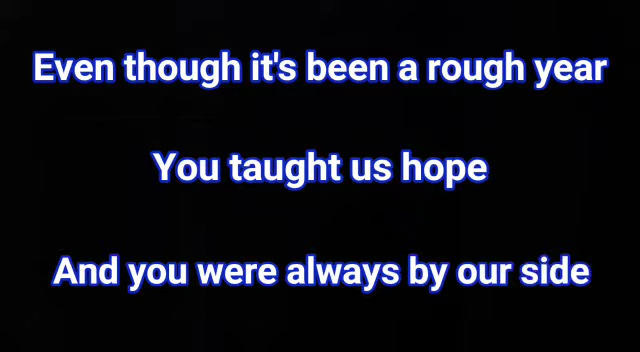 Even though it's been a rough year
You taught us hope
And you were always by our side